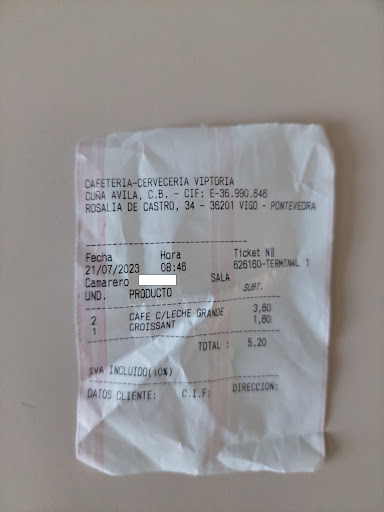 CAFETERIA-CERVECERIA VIPTORIA
CUÑA AVILA, C.B. - CIF: E-36.990.646
ROSALIA DE CASTRO, 34 - 36201 VIGO - PONTEVEDRA
Fecha Hora Ticket Nº
21/07/2023 08:46 626160-TERMINAL 1
Camarero SALA
UND. PRODUCTO SUBT.
2 CAFE C/LECHE GRANDE 3,60
1 CROISSANT 1,60
TOTAL : 5,20
IVA INCLUIDO(10%)
DATOS CLIENTE: C.I.F: DIRECCION: